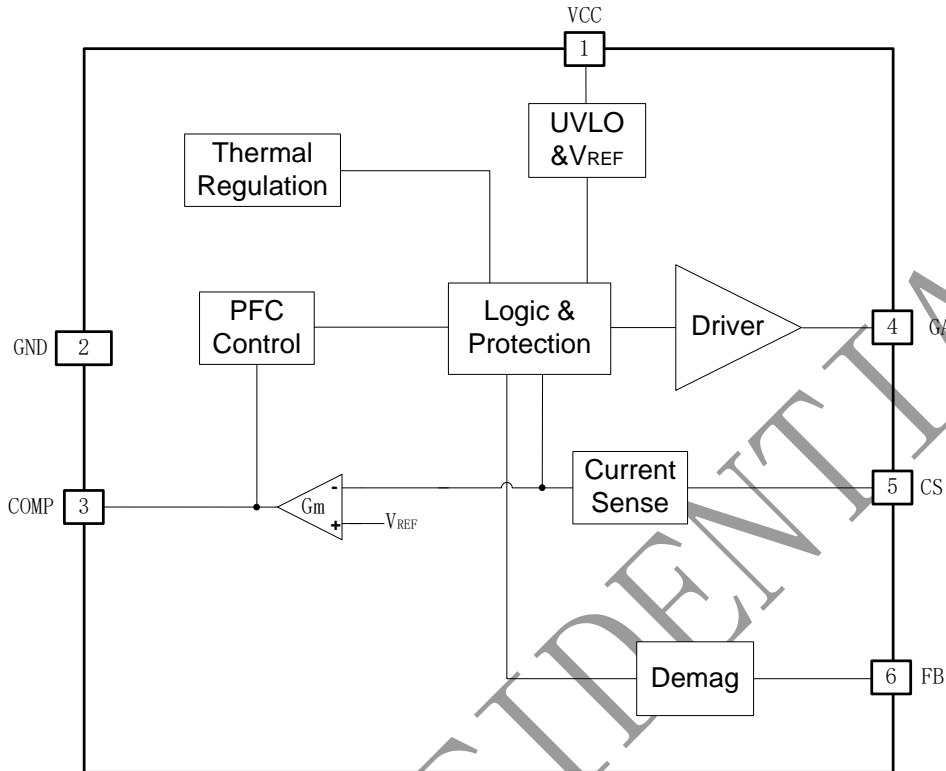 VCC
1
UVLO
&VREF
Thermal
Regulation
PFC
Control
Logic &
Protection
Driver
GND
2
4
Current
Sense
COMP
3
-
Gm
+
VREF
5
CS
Demag
6
FB